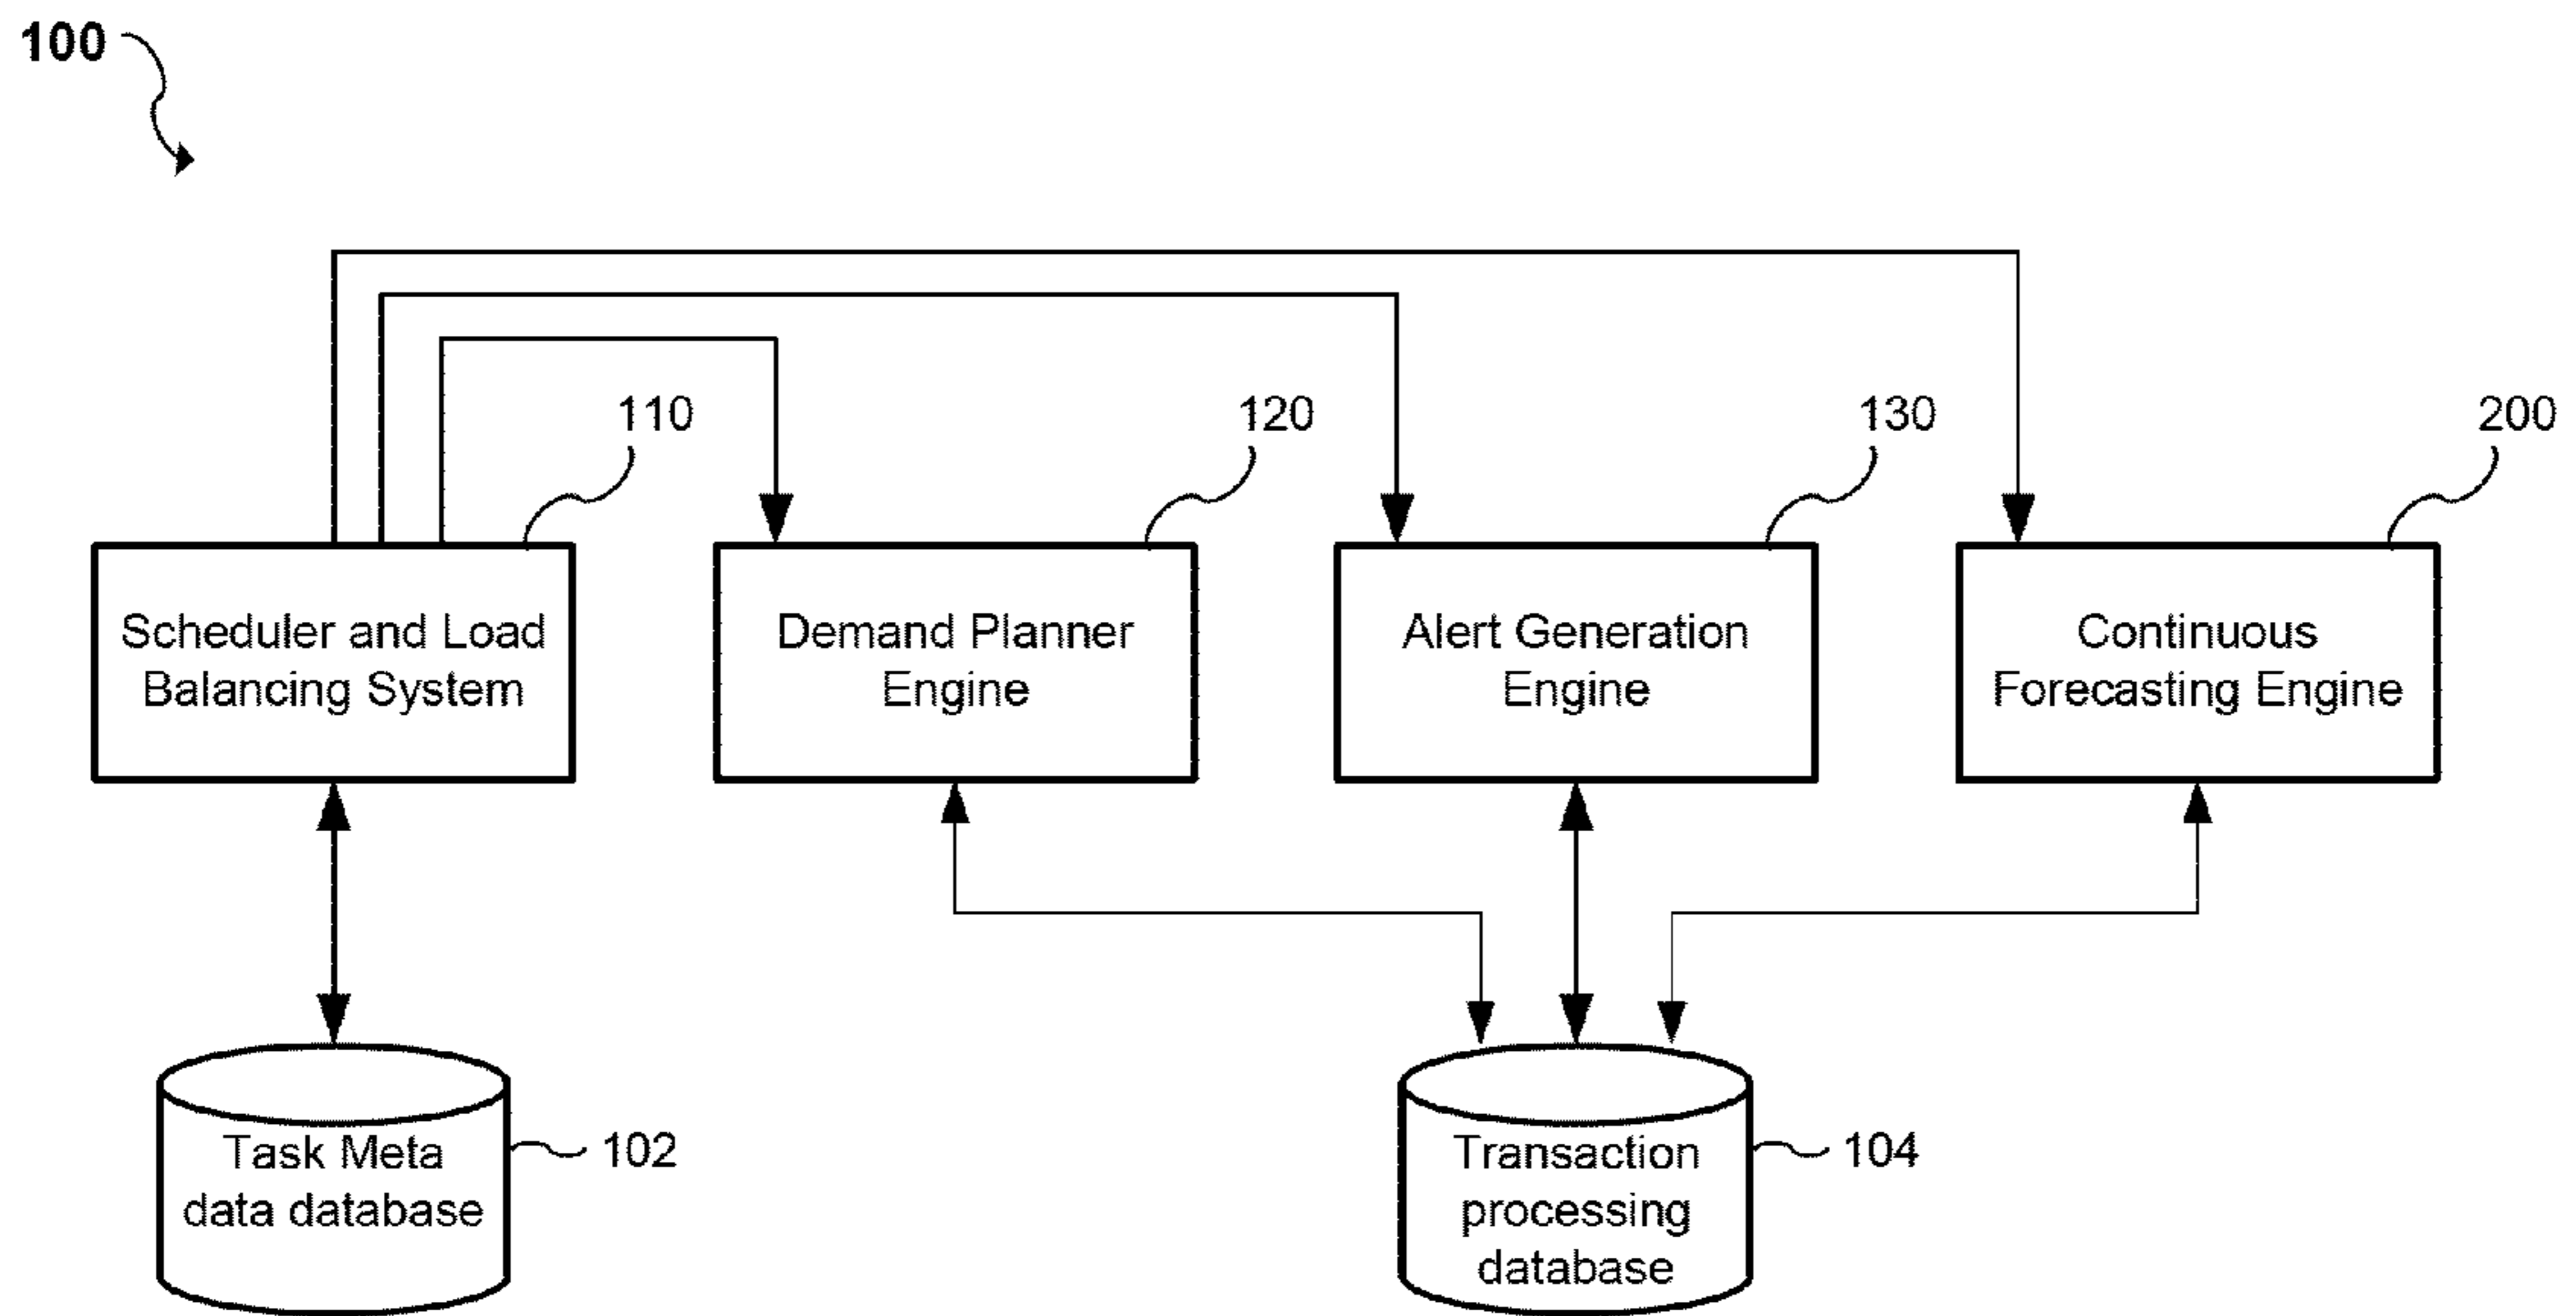 100
110
120
130
200
Scheduler and Load
Balancing System
Demand Planner
Engine
Alert Generation
Engine
Continuous
Forecasting Engine
Task Meta
data database
102
Transaction
processing
database
104